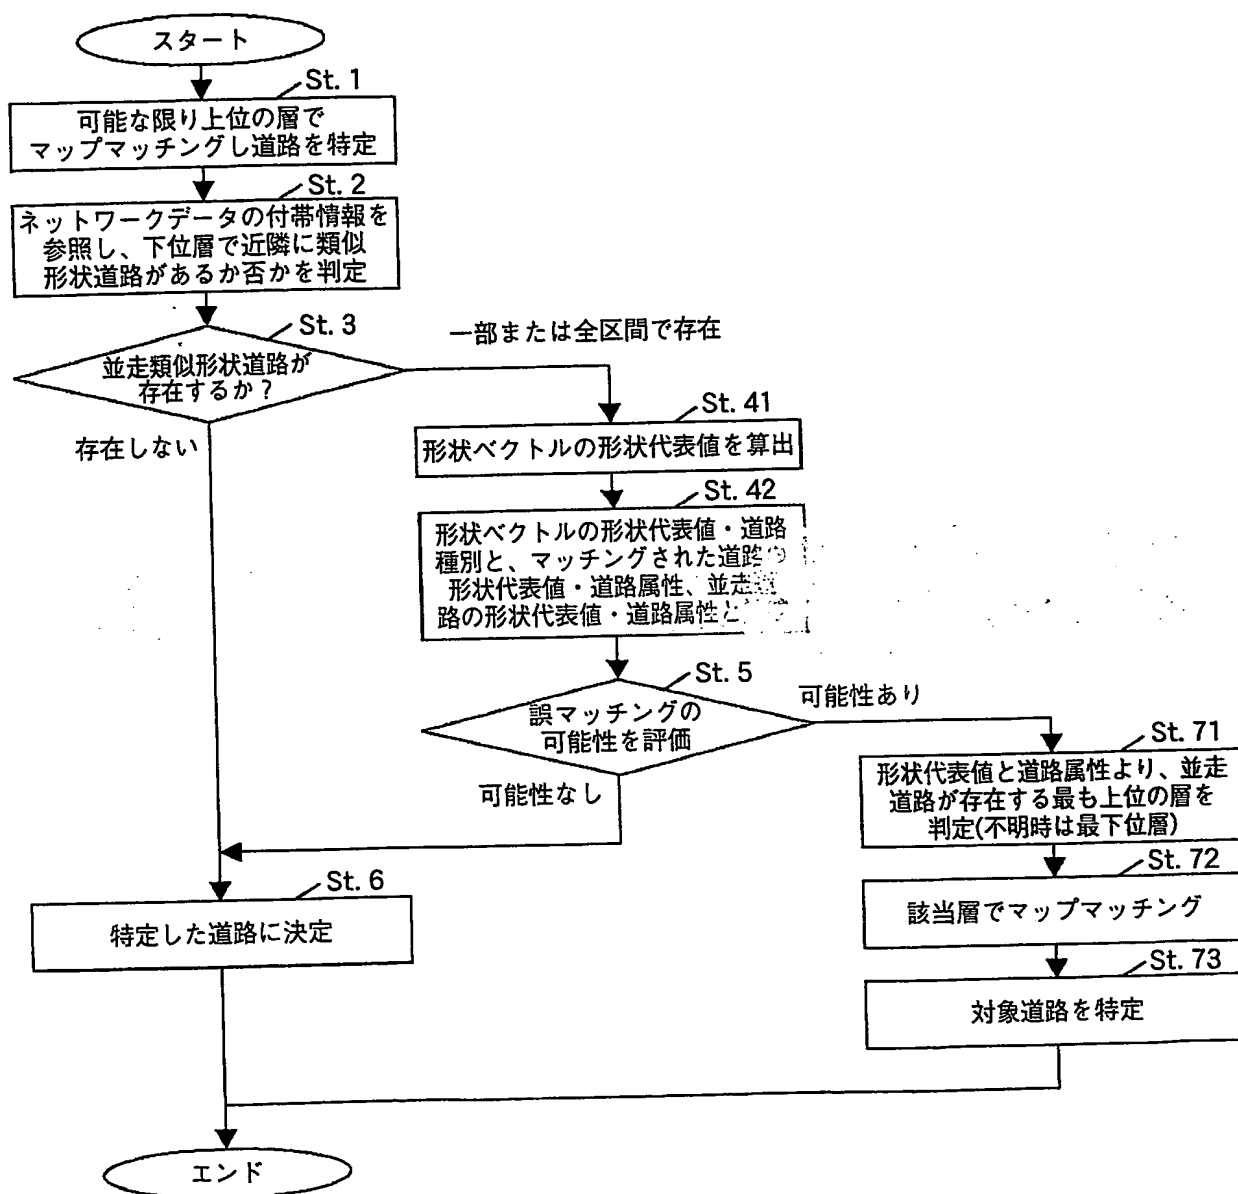 スタート
St. 1
可能な限り上位の層で
マップマッチングし道路を特定
St. 2
ネットワークデータの付帯情報を
参照し、下位層で近隣に類似
形状道路があるか否かを判定
St. 3
並走類似形状道路が
存在するか?
一部または全区間で存在
存在しない
St. 41
形状ベクトルの形状代表値を算出
St. 42
形状ベクトルの形状代表値・道路
種別と、マッチングされた道路
形状代表値・道路属性、並走
路の形状代表値・道路属性と
St. 5
誤マッチングの
可能性を評価
可能性あり
可能性なし
St. 71
形状代表値と道路属性より、並走
道路が存在する最も上位の層を
判定(不明時は最下位層)
St. 72
該当層でマップマッチング
St. 73
対象道路を特定
St. 6
特定した道路に決定
エンド